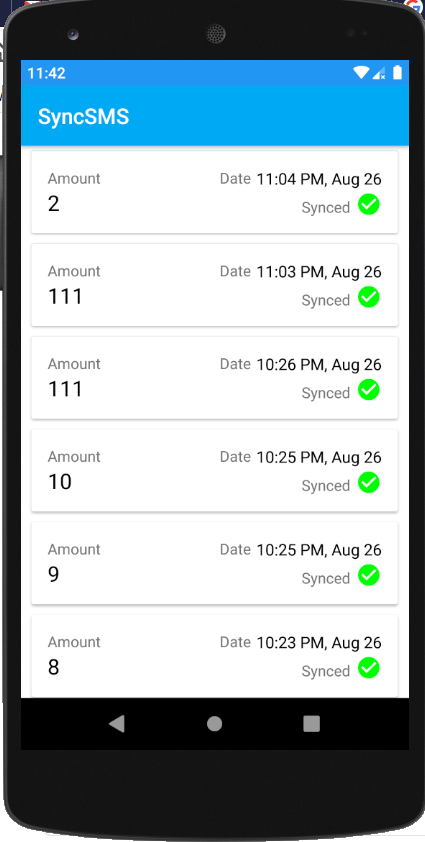 11:42
SyncSMS
Amount Date 11:04 PM, Aug 26
2 Synced
Amount Date 11:03 PM, Aug 26
111 Synced
Amount Date 10:26 PM, Aug 26
111 Synced
Amount Date 10:25 PM, Aug 26
10 Synced
Amount Date 10:25 PM, Aug 26
9 Synced
Amount Date 10:23 PM, Aug 26
8 Synced